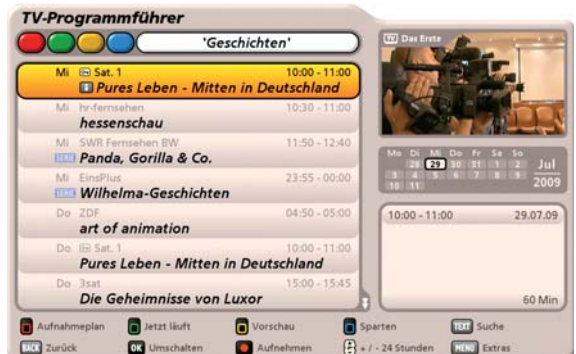 TV-Programmführer
'Geschichten'
TV Das Erste
Mi Sat. 1 10:00 - 11:00
Pures Leben - Mitten in Deutschland
Mi hr-fernsehen 10:30 - 11:00
hessenschau
Mi SWR Fernsehen BW 11:50 - 12:40
SERIE Panda, Gorilla & Co.
Mi EinsPlus 23:55 - 00:00
SERIE Wilhelma-Geschichten
Do ZDF 04:50 - 05:00
art of animation
Do Sat. 1 10:00 - 11:00
Pures Leben - Mitten in Deutschland
Do 3sat 15:00 - 15:45
Die Geheimnisse von Luxor
Mo Di Mi Do Fr Sa So
28 29 30 31 1 2 Jul
3 4 5 6 7 8 9
10 11 2009
10:00 - 11:00 29.07.09
60 Min
Aufnahmeplan Jetzt läuft Vorschau Sparten TEXT Suche
BACK Zurück OK Umschalten Aufnehmen + / - 24 Stunden MENU Extras